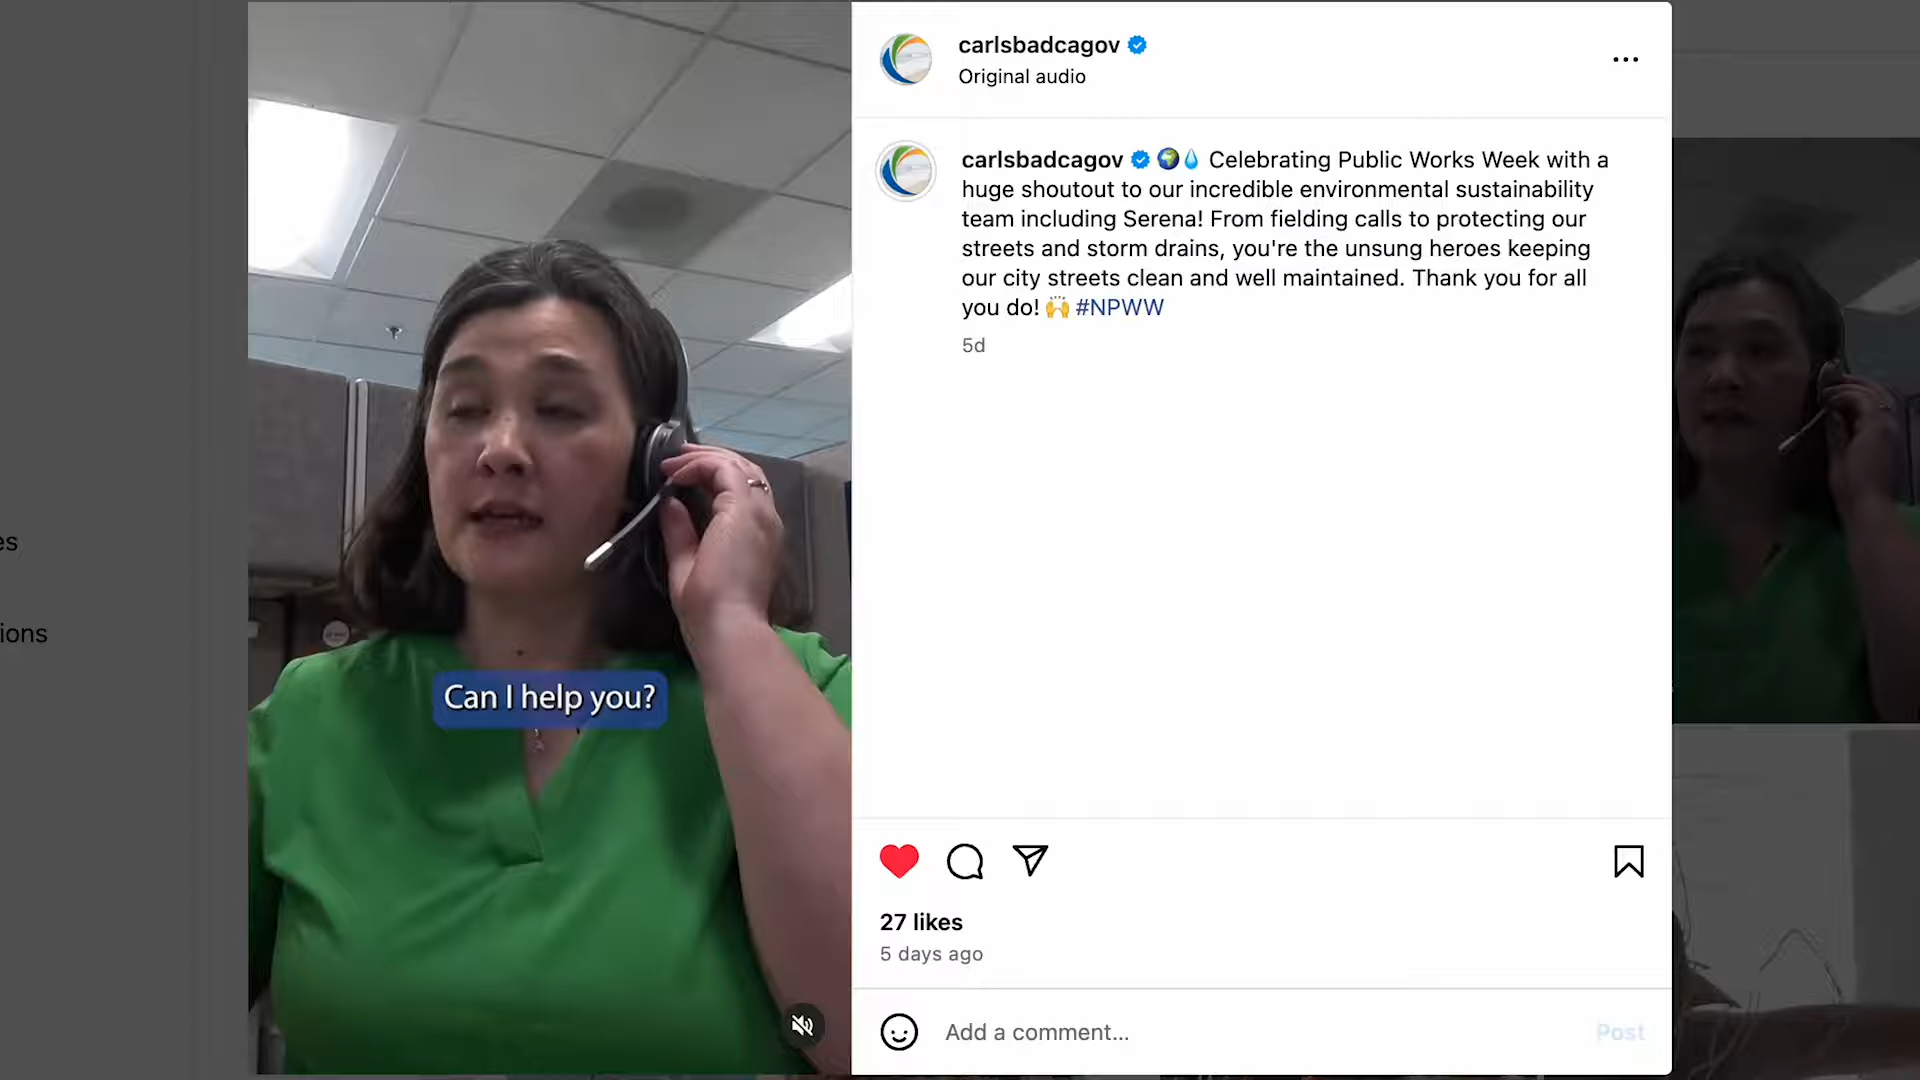 carlsbadcagov
Original audio
carlsbadcagov 🌍💧 Celebrating Public Works Week with a
huge shoutout to our incredible environmental sustainability
team including Serena! From fielding calls to protecting our
streets and storm drains, you're the unsung heroes keeping
our city streets clean and well maintained. Thank you for all
you do! 🙌 #NPWW
5d
es
ions
Can I help you?
27 likes
5 days ago
Add a comment...
Post